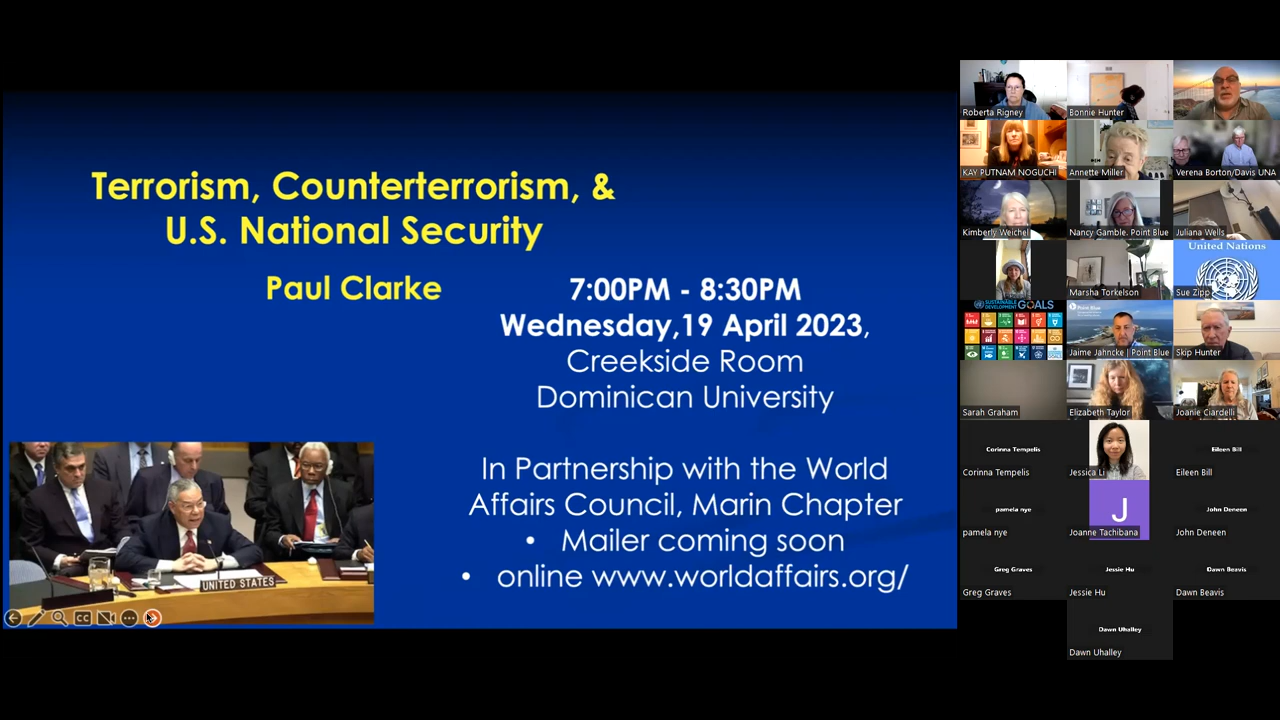 Terrorism, Counterterrorism, &
U.S. National Security
Paul Clarke
7:00PM - 8:30PM
Wednesday,19 April 2023,
Creekside Room
Dominican University
In Partnership with the World
Affairs Council, Marin Chapter
• Mailer coming soon
• online www.worldaffairs.org/
UNITED STATES
CC
Roberta Rigney
Bonnie Hunter
KAY PUTNAM NOGUCHI
Annette Miller
Verena Borton/Davis UNA
Kimberly Weichel
Nancy Gamble. Point Blue
Juliana Wells
Marsha Torkelson
United Nations
Sue Zipp
SUSTAINABLE
DEVELOPMENT
GOALS
Point Blue
Jaime Jahncke | Point Blue
Skip Hunter
Sarah Graham
Elizabeth Taylor
Joanie Ciardelli
Corinna Tempelis
Corinna Tempelis
Jessica Li
Eileen Bill
Eileen Bill
pamela nye
pamela nye
J
Joanne Tachibana
John Deneen
John Deneen
Greg Graves
Greg Graves
Jessie Hu
Jessie Hu
Dawn Beavis
Dawn Beavis
Dawn Uhalley
Dawn Uhalley